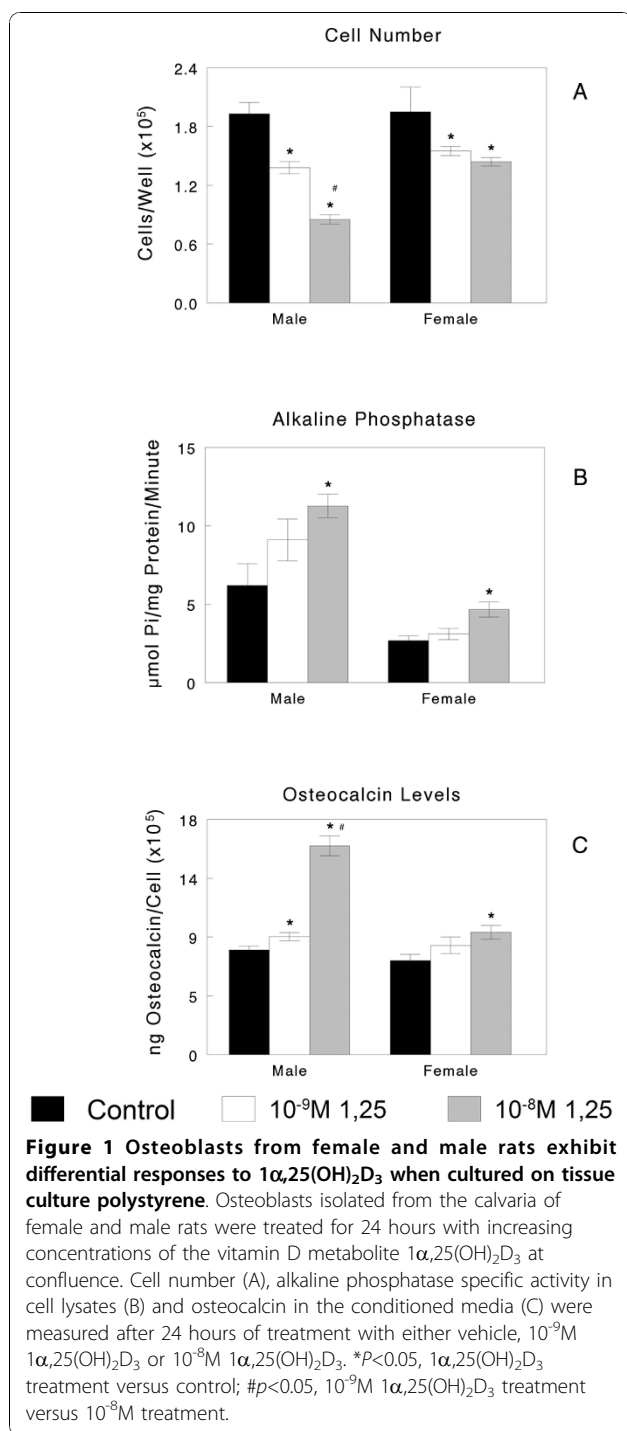 Cell Number
A
Cells/Well (x10⁵)
2.4
1.8
1.2
0.6
0.0
*
#
*
*
*
Male
Female
Alkaline Phosphatase
B
µmol Pi/mg Protein/Minute
15
10
5
0
*
*
Male
Female
Osteocalcin Levels
C
ng Osteocalcin/Cell (x10⁵)
18
14
9
5
0
*
* #
*
Male
Female
Control 10⁻⁹M 1,25 10⁻⁸M 1,25
Figure 1 Osteoblasts from female and male rats exhibit
differential responses to 1α,25(OH)₂D₃ when cultured on tissue
culture polystyrene. Osteoblasts isolated from the calvaria of
female and male rats were treated for 24 hours with increasing
concentrations of the vitamin D metabolite 1α,25(OH)₂D₃ at
confluence. Cell number (A), alkaline phosphatase specific activity in
cell lysates (B) and osteocalcin in the conditioned media (C) were
measured after 24 hours of treatment with either vehicle, 10⁻⁹M
1α,25(OH)₂D₃ or 10⁻⁸M 1α,25(OH)₂D₃. *P<0.05, 1α,25(OH)₂D₃
treatment versus control; #p<0.05, 10⁻⁹M 1α,25(OH)₂D₃ treatment
versus 10⁻⁸M treatment.